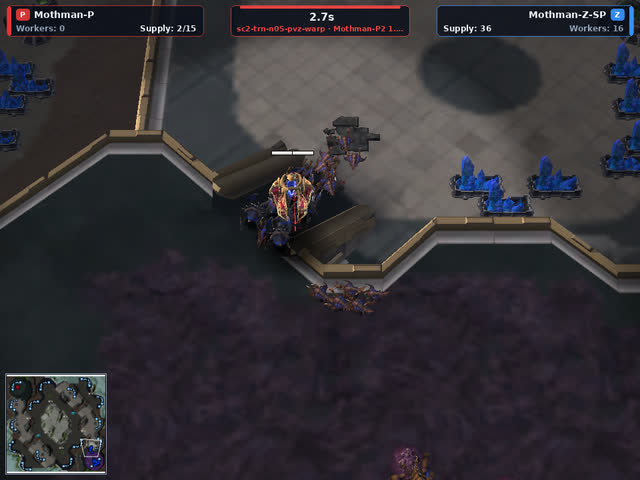 P Mothman-P
Workers: 0 Supply: 2/15
2.7s
sc2-trn-n05-pvz-warp · Mothman-P2 1....
Mothman-Z-SP Z
Supply: 36 Workers: 16